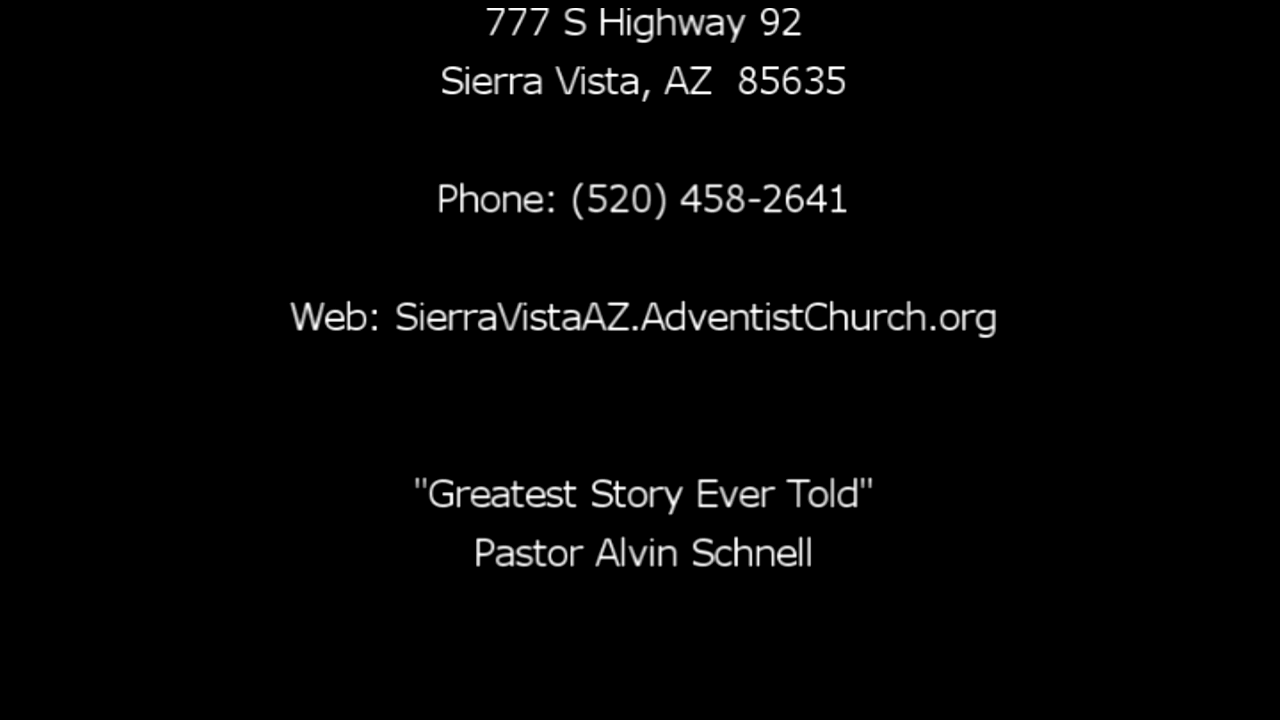 777 S Highway 92
Sierra Vista, AZ  85635
Phone: (520) 458-2641
Web: SierraVistaAZ.AdventistChurch.org
"Greatest Story Ever Told"
Pastor Alvin Schnell